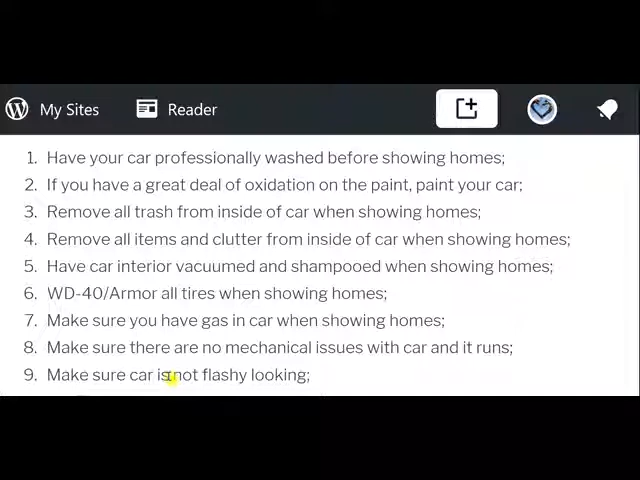 My Sites Reader
1. Have your car professionally washed before showing homes;
2. If you have a great deal of oxidation on the paint, paint your car;
3. Remove all trash from inside of car when showing homes;
4. Remove all items and clutter from inside of car when showing homes;
5. Have car interior vacuumed and shampooed when showing homes;
6. WD-40/Armor all tires when showing homes;
7. Make sure you have gas in car when showing homes;
8. Make sure there are no mechanical issues with car and it runs;
9. Make sure car is not flashy looking;